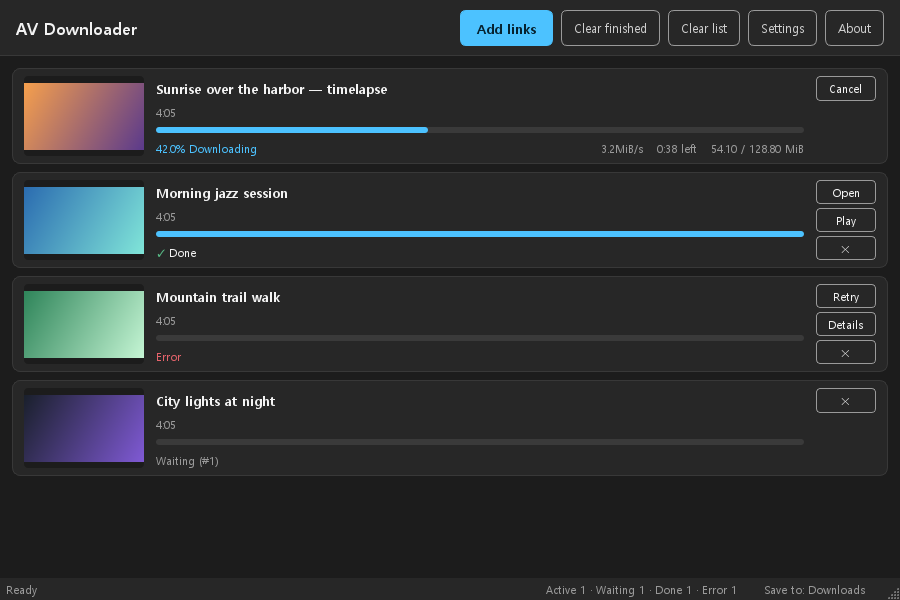 AV Downloader Add links Clear finished Clear list Settings About
Sunrise over the harbor — timelapse Cancel
4:05
42.0% Downloading 3.2MiB/s 0:38 left 54.10 / 128.80 MiB
Morning jazz session Open
4:05 Play
✓ Done ×
Mountain trail walk Retry
4:05 Details
Error ×
City lights at night ×
4:05
Waiting (#1)
Ready Active 1 · Waiting 1 · Done 1 · Error 1 Save to: Downloads